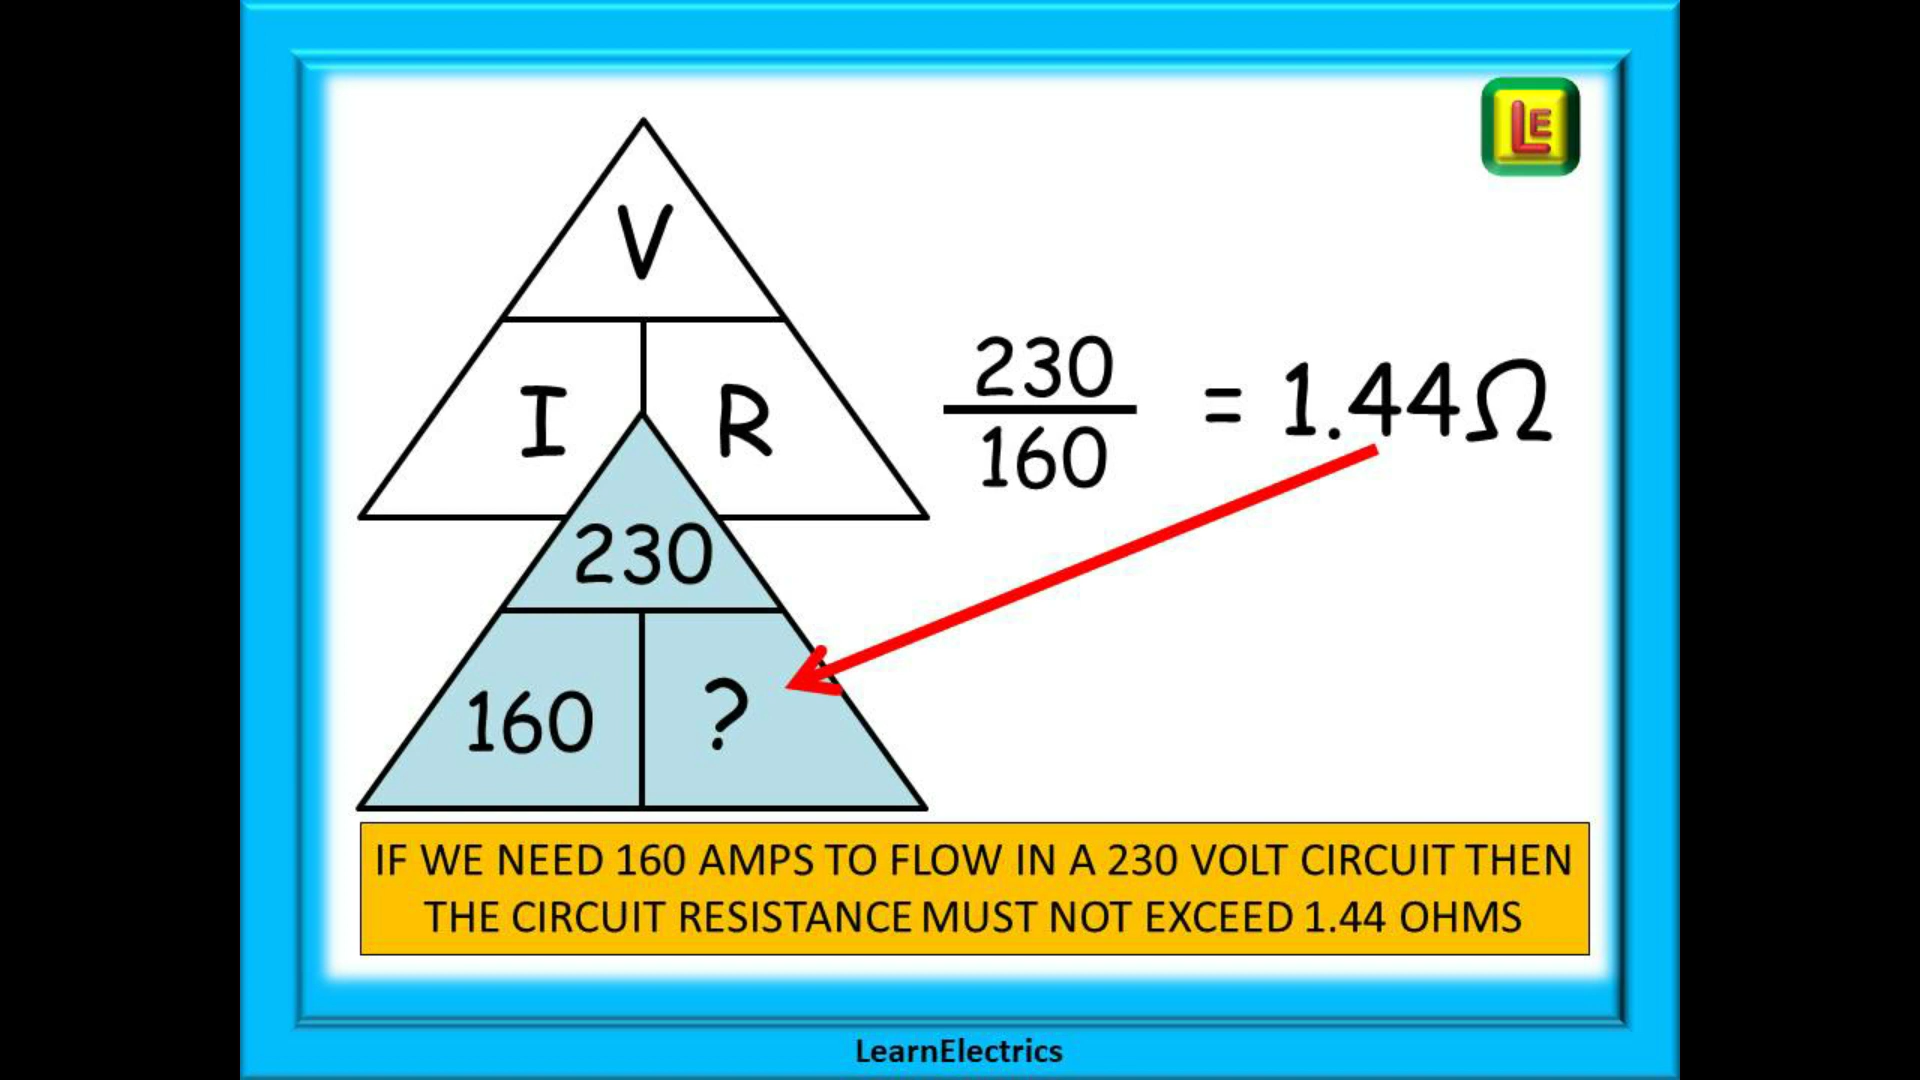 LE
V
I R
230
160
= 1.44Ω
230
160 ?
IF WE NEED 160 AMPS TO FLOW IN A 230 VOLT CIRCUIT THEN
THE CIRCUIT RESISTANCE MUST NOT EXCEED 1.44 OHMS
LearnElectrics